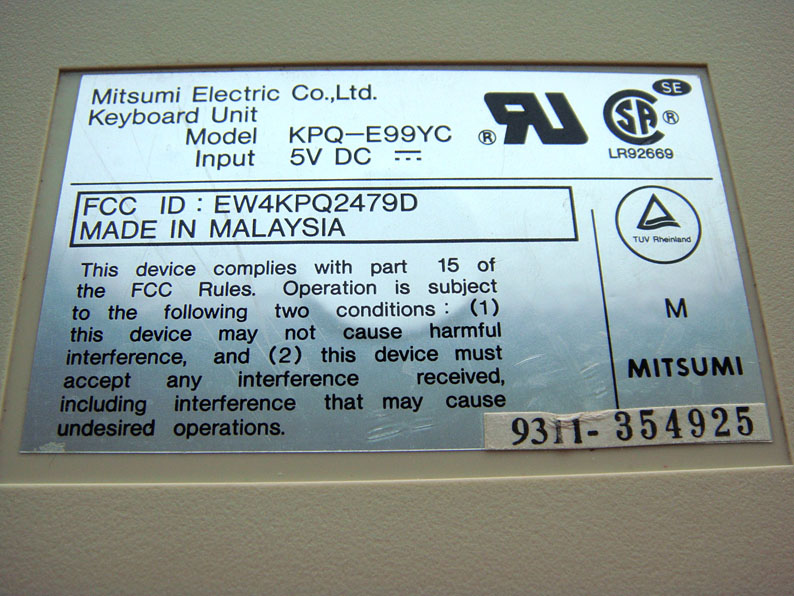 Mitsumi Electric Co.,Ltd.
Keyboard Unit
Model KPQ-E99YC
Input 5V DC
® UR
SA ® SE
LR92669
FCC ID : EW4KPQ2479D
MADE IN MALAYSIA
This device complies with part 15 of
the FCC Rules. Operation is subject
to the following two conditions : (1)
this device may not cause harmful
interference, and (2) this device must
accept any interference received,
including interference that may cause
undesired operations.
TUV Rheinland
M
MITSUMI
9311-354925